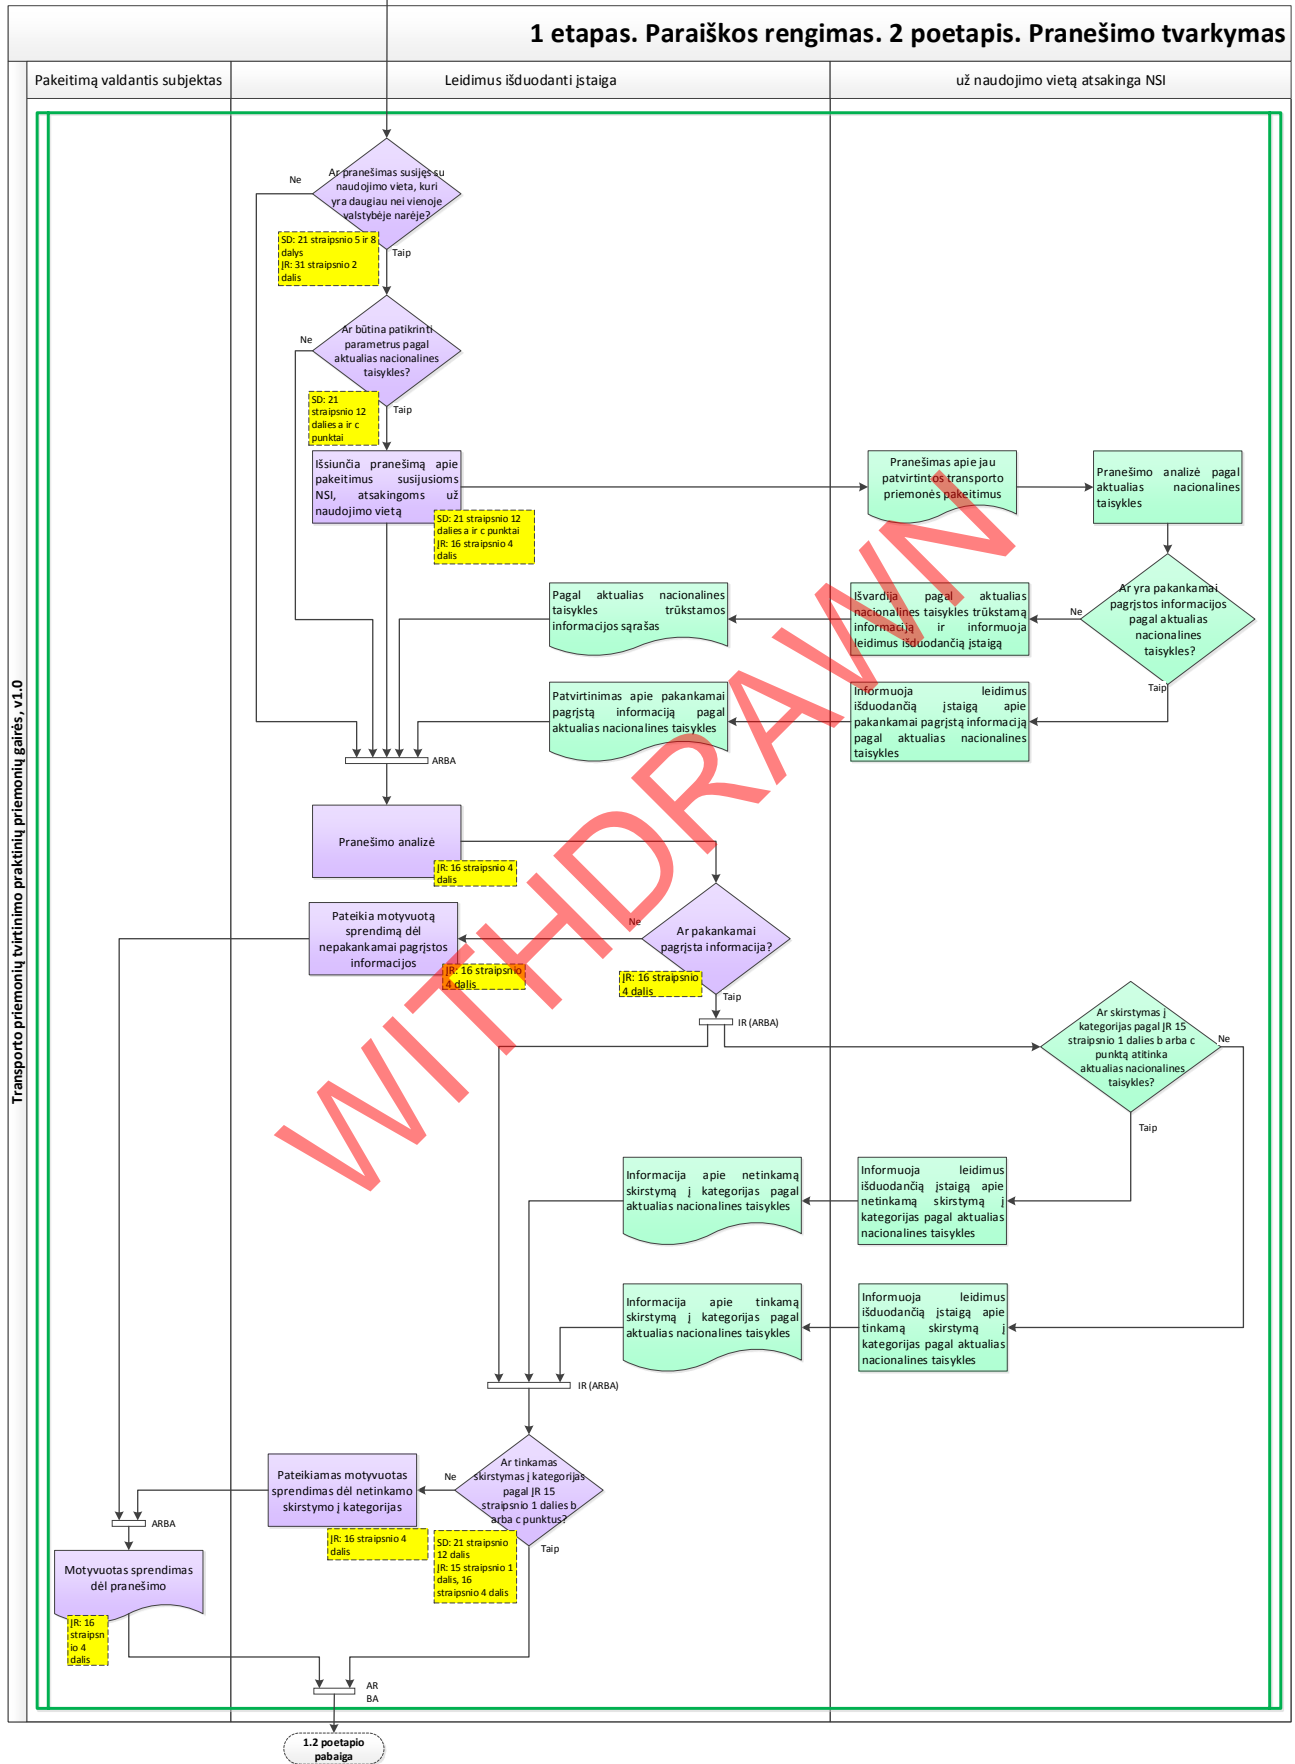 1 etapas. Paraiškos rengimas. 2 poetapis. Pranešimo tvarkymas
Pakeitimą valdantis subjektas
Leidimus išduodanti įstaiga
už naudojimo vietą atsakinga NSI
Transporto priemonių tvirtinimo praktinių priemonių gairės, v1.0
Ar pranešimas susijęs su
naudojimo vieta, kuri
yra daugiau nei vienoje
valstybėje narėje?
Ne
SD: 21 straipsnio 5 ir 8
dalys
ĮR: 31 straipsnio 2
dalis
Taip
Ar būtina patikrinti
parametrus pagal
aktualias nacionalines
taisykles?
Ne
SD: 21
straipsnio 12
dalies a ir c
punktai
Taip
Išsiunčia pranešimą apie
pakeitimus susijusioms
NSI, atsakingoms už
naudojimo vietą
SD: 21 straipsnio 12
dalies a ir c punktai
ĮR: 16 straipsnio 4
dalis
Pranešimas apie jau
patvirtintos transporto
priemonės pakeitimus
Pranešimo analizė pagal
aktualias nacionalines
taisykles
Ar yra pakankamai
pagrįstos informacijos
pagal aktualias
nacionalines
taisykles?
Ne
Taip
Išvardija pagal aktualias
nacionalines taisykles trūkstamą
informaciją ir informuoja
leidimus išduodančią įstaigą
Pagal aktualias nacionalines
taisykles trūkstamos
informacijos sąrašas
Informuoja leidimus
išduodančią įstaigą apie
pakankamai pagrįstą informaciją
pagal aktualias nacionalines
taisykles
Patvirtinimas apie pakankamai
pagrįstą informaciją pagal
aktualias nacionalines taisykles
ARBA
Pranešimo analizė
ĮR: 16 straipsnio 4
dalis
Ar pakankamai
pagrįsta informacija?
Ne
ĮR: 16 straipsnio
4 dalis
Taip
Pateikia motyvuotą
sprendimą dėl
nepakankamai pagrįstos
informacijos
ĮR: 16 straipsnio
4 dalis
IR (ARBA)
Ar skirstymas į
kategorijas pagal ĮR 15
straipsnio 1 dalies b arba c
punktą atitinka
aktualias nacionalines
taisykles?
Ne
Taip
Informuoja leidimus
išduodančią įstaigą apie
netinkamą skirstymą į
kategorijas pagal aktualias
nacionalines taisykles
Informacija apie netinkamą
skirstymą į kategorijas pagal
aktualias nacionalines taisykles
Informuoja leidimus
išduodančią įstaigą apie
tinkamą skirstymą į
kategorijas pagal aktualias
nacionalines taisykles
Informacija apie tinkamą
skirstymą į kategorijas pagal
aktualias nacionalines taisykles
IR (ARBA)
Ar tinkamas
skirstymas į kategorijas
pagal ĮR 15
straipsnio 1 dalies b
arba c punktus?
Ne
SD: 21 straipsnio
12 dalis
ĮR: 15 straipsnio 1
dalis, 16
straipsnio 4 dalis
Taip
Pateikiamas motyvuotas
sprendimas dėl netinkamo
skirstymo į kategorijas
ĮR: 16 straipsnio 4
dalis
ARBA
Motyvuotas sprendimas
dėl pranešimo
ĮR: 16
straipsn
io 4
dalis
AR
BA
1.2 poetapio
pabaiga
WITHDRAWN